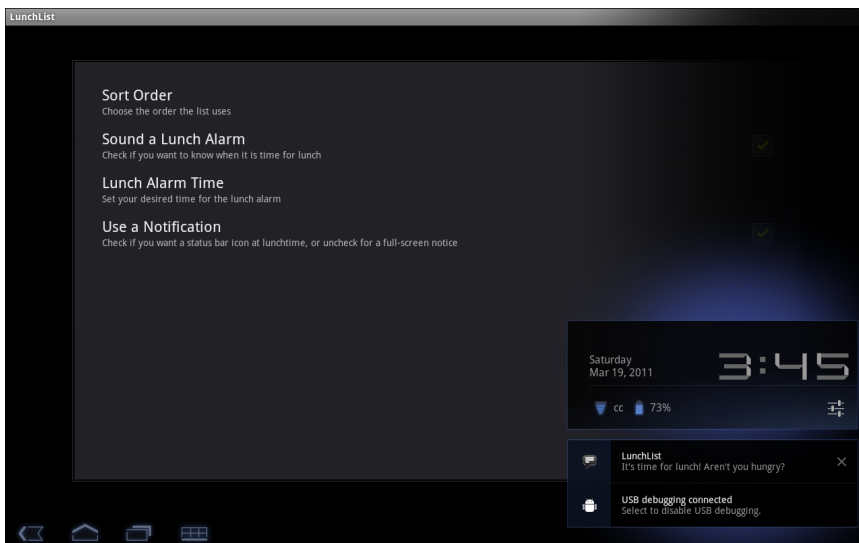 LunchList
Sort Order
Choose the order the list uses
Sound a Lunch Alarm
Check if you want to know when it is time for lunch
Lunch Alarm Time
Set your desired time for the lunch alarm
Use a Notification
Check if you want a status bar icon at lunchtime, or uncheck for a full-screen notice
Saturday
Mar 19, 2011
3:45
cc 73%
LunchList
It's time for lunch! Aren't you hungry?
USB debugging connected
Select to disable USB debugging.